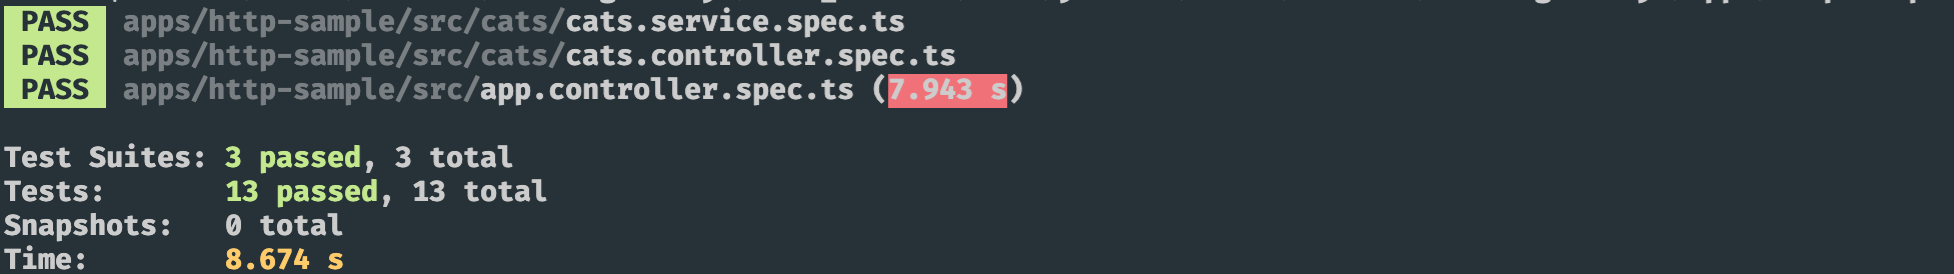 PASS apps/http-sample/src/cats/cats.service.spec.ts
PASS apps/http-sample/src/cats/cats.controller.spec.ts
PASS apps/http-sample/src/app.controller.spec.ts (7.943 s)
Test Suites: 3 passed, 3 total
Tests: 13 passed, 13 total
Snapshots: 0 total
Time: 8.674 s